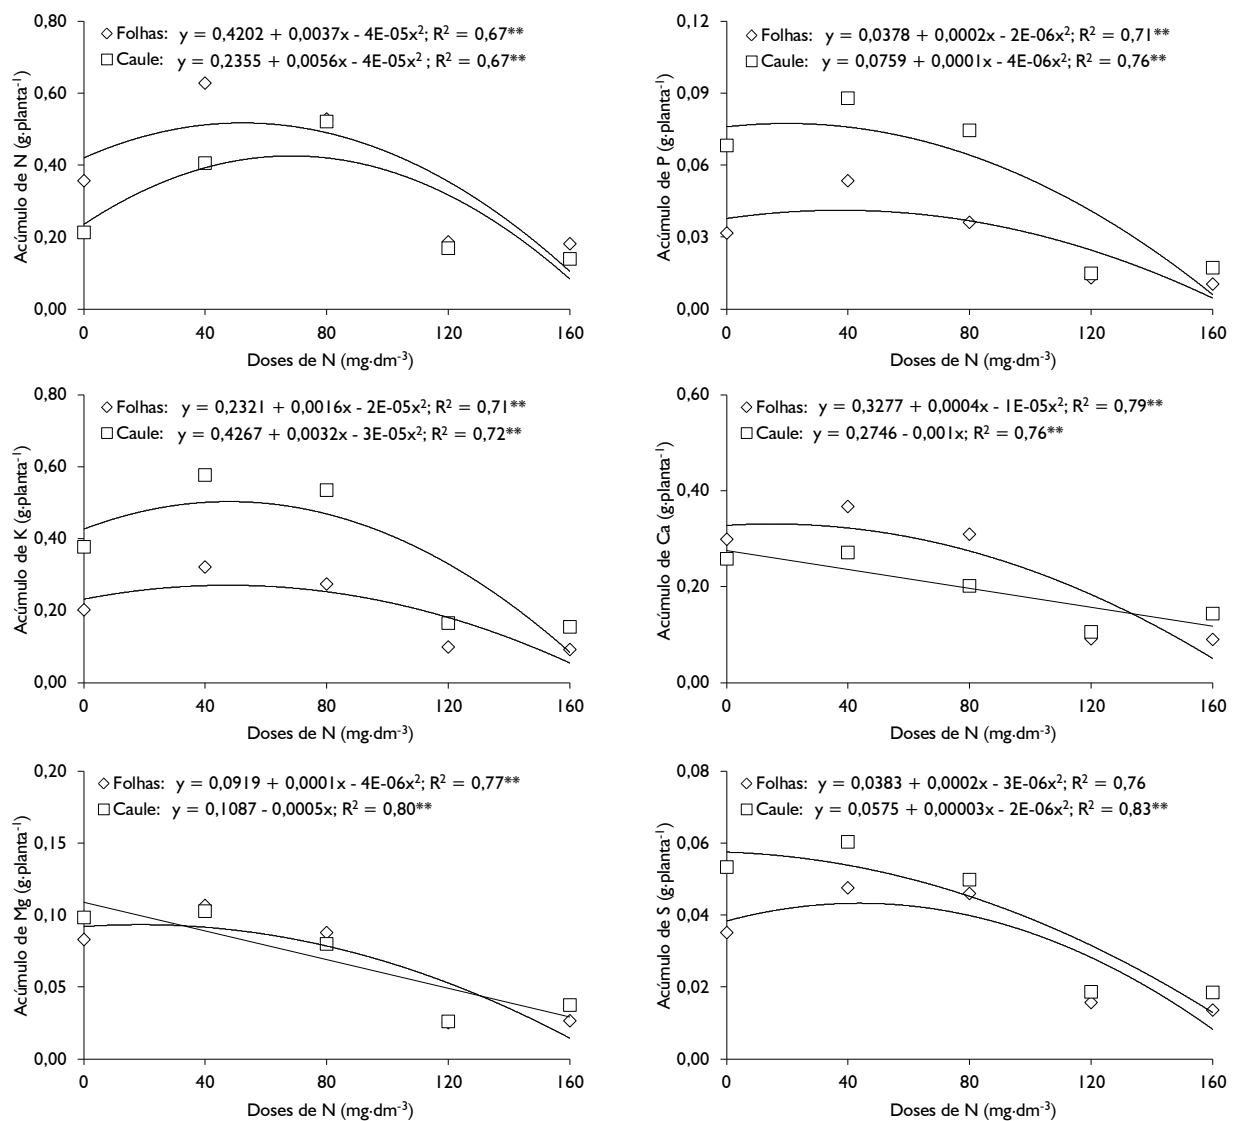 Folhas: y = 0,4202 + 0,0037x - 4E-05x²; R² = 0,67**
Caule: y = 0,2355 + 0,0056x - 4E-05x² ; R² = 0,67**
Acúmulo de N (g·planta⁻¹)
0,80
0,60
0,40
0,20
0,00
0 40 80 120 160
Doses de N (mg·dm⁻³)
Folhas: y = 0,0378 + 0,0002x - 2E-06x²; R² = 0,71**
Caule: y = 0,0759 + 0,0001x - 4E-06x²; R² = 0,76**
Acúmulo de P (g·planta⁻¹)
0,12
0,09
0,06
0,03
0,00
0 40 80 120 160
Doses de N (mg·dm⁻³)
Folhas: y = 0,2321 + 0,0016x - 2E-05x²; R² = 0,71**
Caule: y = 0,4267 + 0,0032x - 3E-05x²; R² = 0,72**
Acúmulo de K (g·planta⁻¹)
0,80
0,60
0,40
0,20
0,00
0 40 80 120 160
Doses de N (mg·dm⁻³)
Folhas: y = 0,3277 + 0,0004x - 1E-05x²; R² = 0,79**
Caule: y = 0,2746 - 0,001x; R² = 0,76**
Acúmulo de Ca (g·planta⁻¹)
0,60
0,40
0,20
0,00
0 40 80 120 160
Doses de N (mg·dm⁻³)
Folhas: y = 0,0919 + 0,0001x - 4E-06x²; R² = 0,77**
Caule: y = 0,1087 - 0,0005x; R² = 0,80**
Acúmulo de Mg (g·planta⁻¹)
0,20
0,15
0,10
0,05
0,00
0 40 80 120 160
Doses de N (mg·dm⁻³)
Folhas: y = 0,0383 + 0,0002x - 3E-06x²; R² = 0,76
Caule: y = 0,0575 + 0,00003x - 2E-06x²; R² = 0,83**
Acúmulo de S (g·planta⁻¹)
0,08
0,06
0,04
0,02
0,00
0 40 80 120 160
Doses de N (mg·dm⁻³)